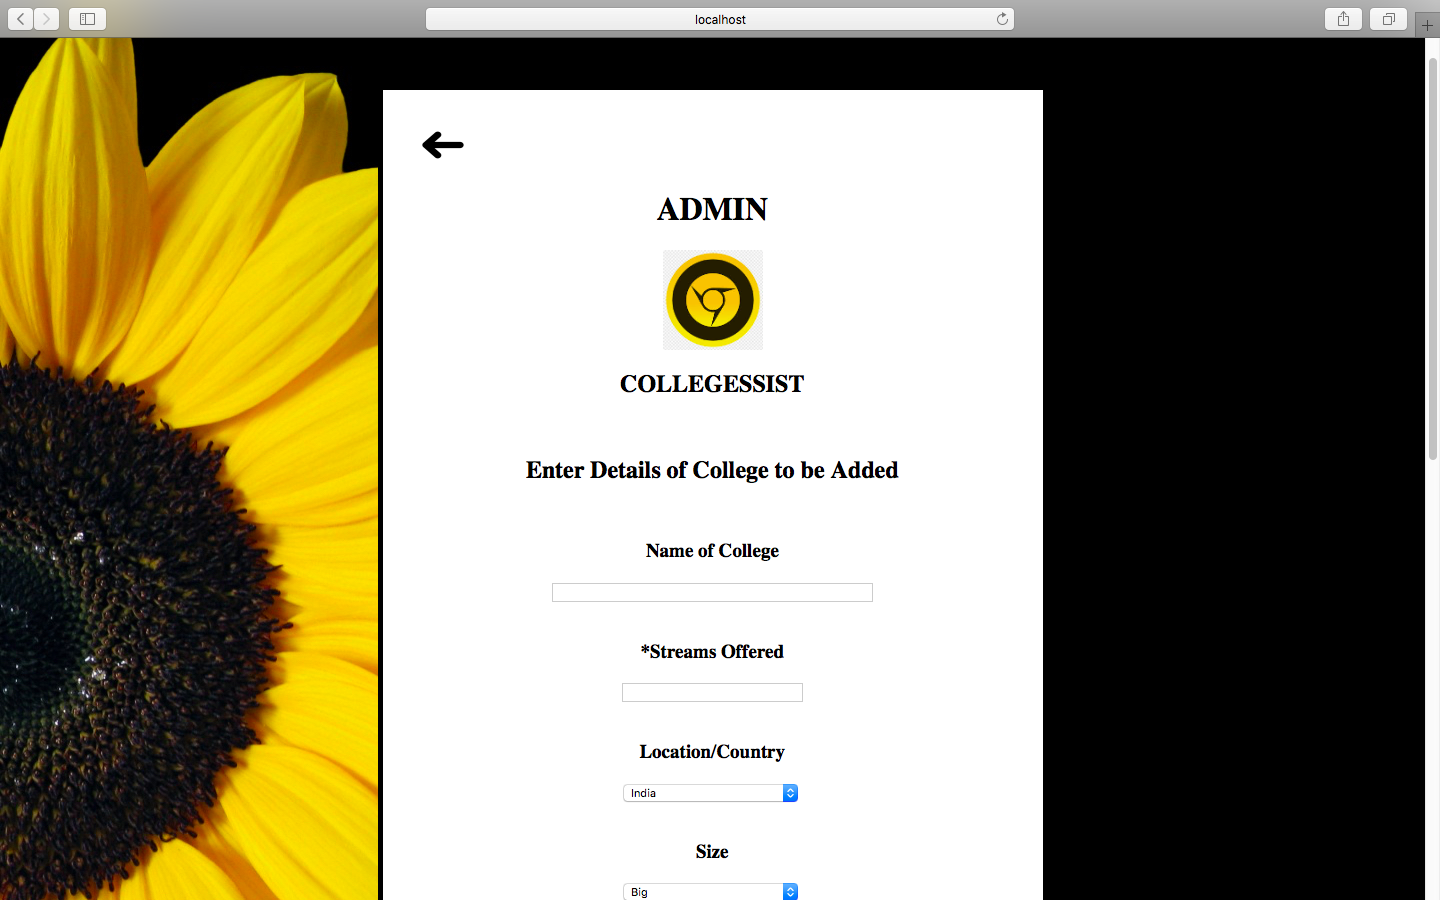 localhost
ADMIN
COLLEGESSIST
Enter Details of College to be Added
Name of College
*Streams Offered
Location/Country
India
Size
Big